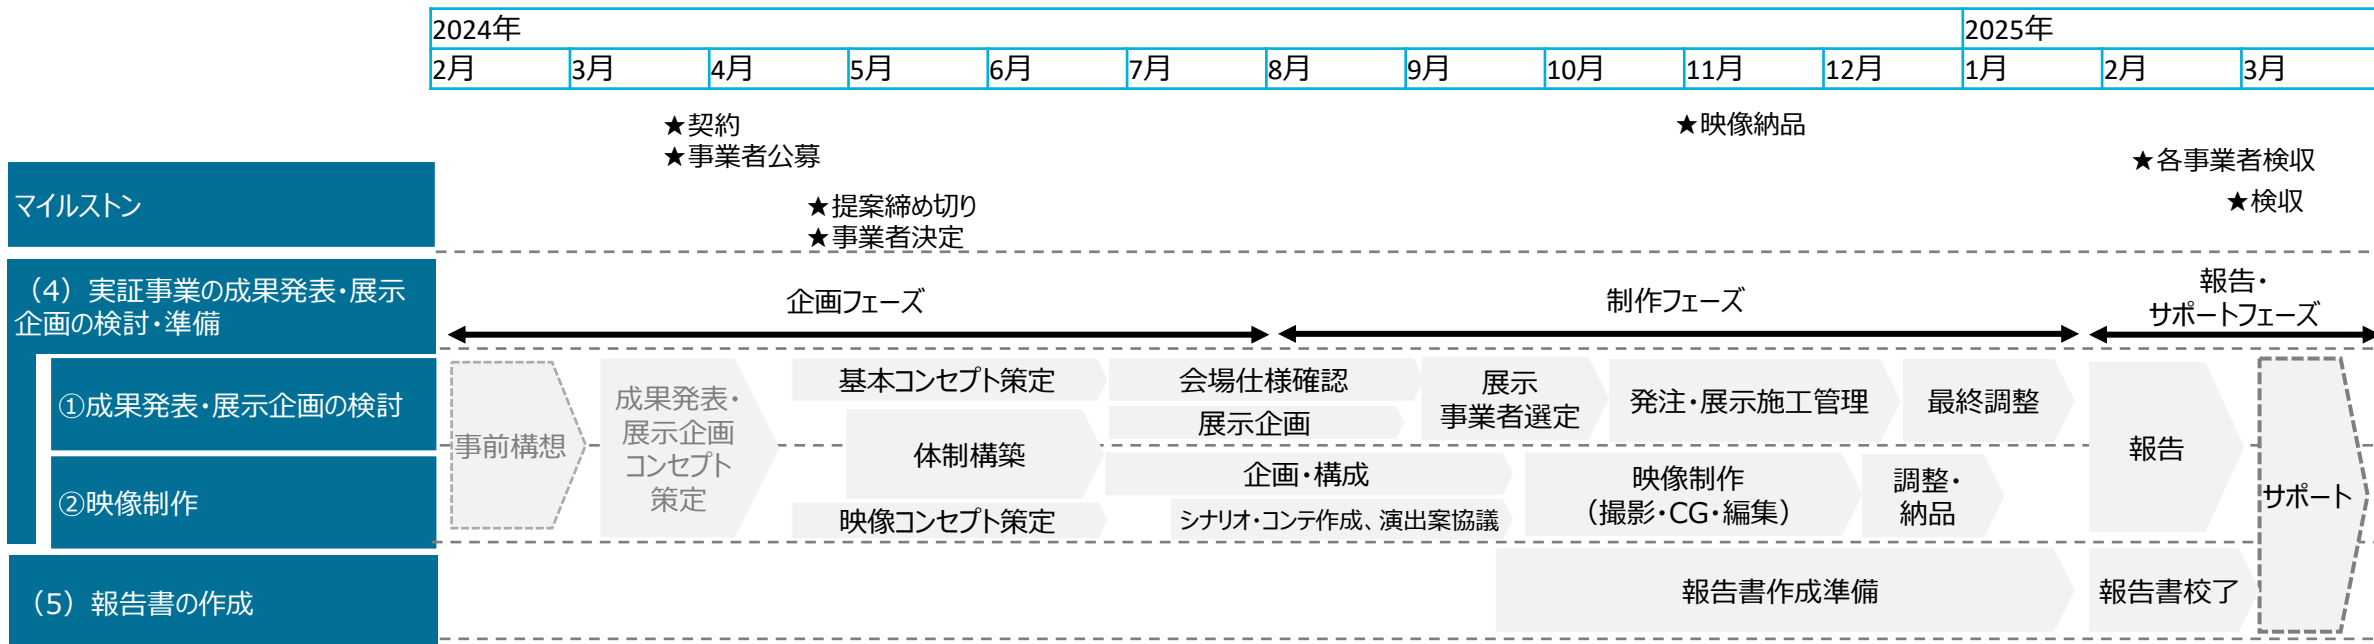 2024年
2025年
2月
3月
4月
5月
6月
7月
8月
9月
10月
11月
12月
1月
2月
3月
★契約
★事業者公募
★映像納品
★各事業者検収
★検収
マイルストン
★提案締め切り
★事業者決定
（4）実証事業の成果発表・展示
企画の検討・準備
企画フェーズ
制作フェーズ
報告・
サポートフェーズ
①成果発表・展示企画の検討
②映像制作
事前構想
成果発表・
展示企画
コンセプト
策定
基本コンセプト策定
体制構築
映像コンセプト策定
会場仕様確認
展示企画
企画・構成
シナリオ・コンテ作成、演出案協議
展示
事業者選定
発注・展示施工管理
最終調整
映像制作
（撮影・CG・編集）
調整・
納品
報告
サポート
（5）報告書の作成
報告書作成準備
報告書校了